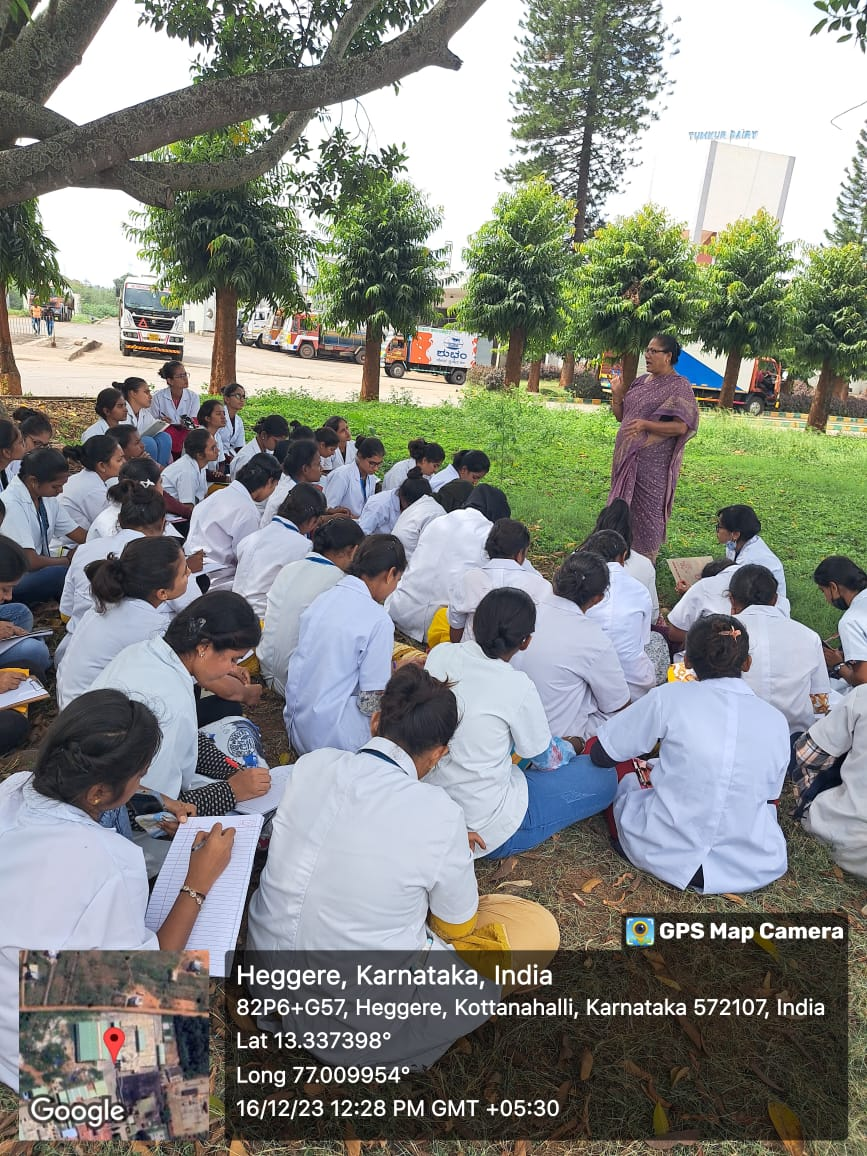 TUMKUR DAIRY
ಶುಭಂ
GPS Map Camera
Heggere, Karnataka, India
82P6+G57, Heggere, Kottanahalli, Karnataka 572107, India
Lat 13.337398°
Long 77.009954°
16/12/23 12:28 PM GMT +05:30
Google